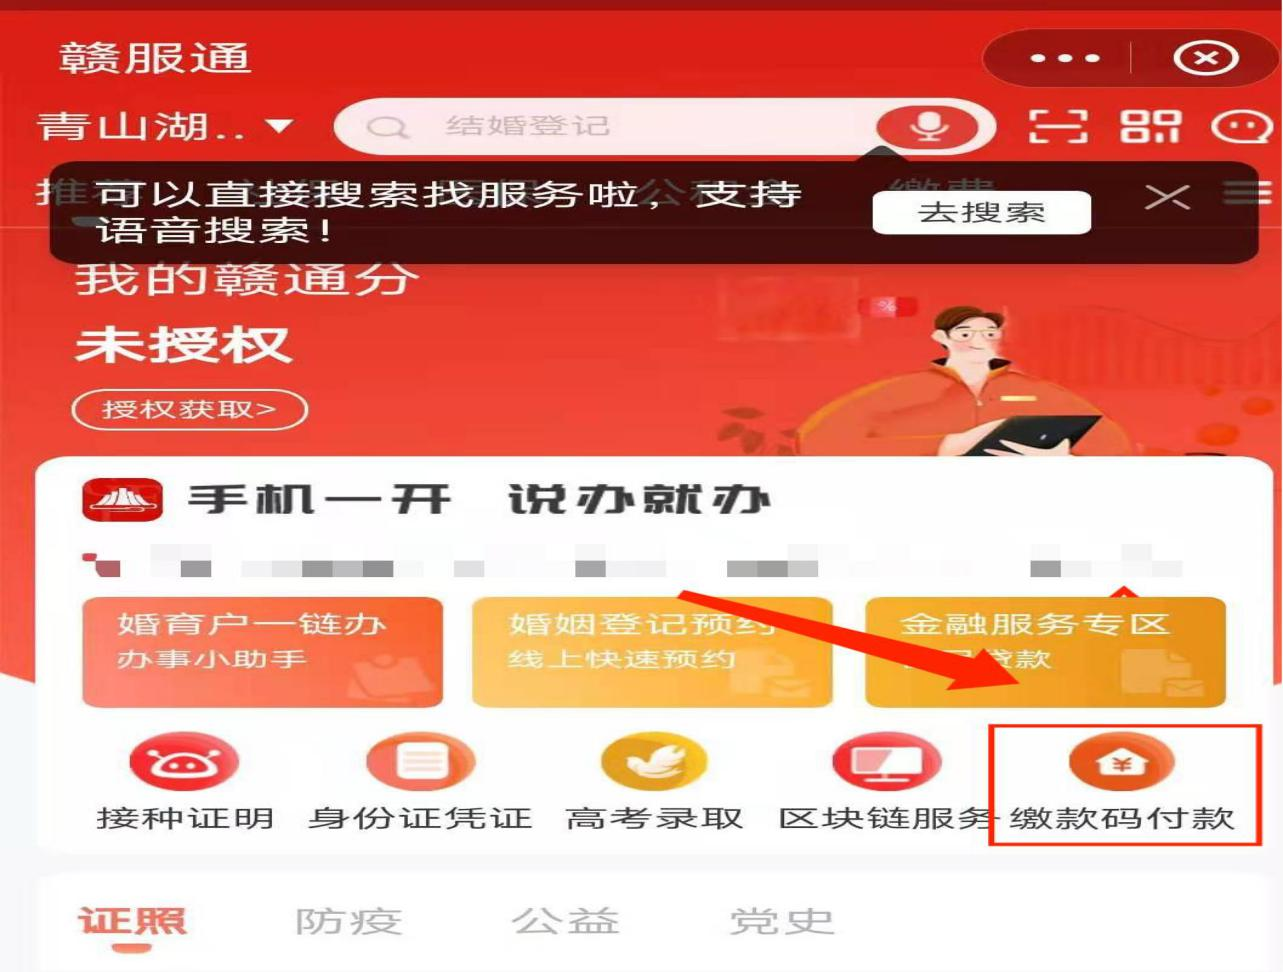 赣服通
青山湖..
结婚登记
可以直接搜索找服务啦，支持
语音搜索！
去搜索
我的赣通分
未授权
授权获取>
手机一开 说办就办
婚育户一链办
办事小助手
婚姻登记预约
线上快速预约
金融服务专区
贷款
接种证明
身份证凭证
高考录取
区块链服务
缴款码付款
证照
防疫
公益
党史